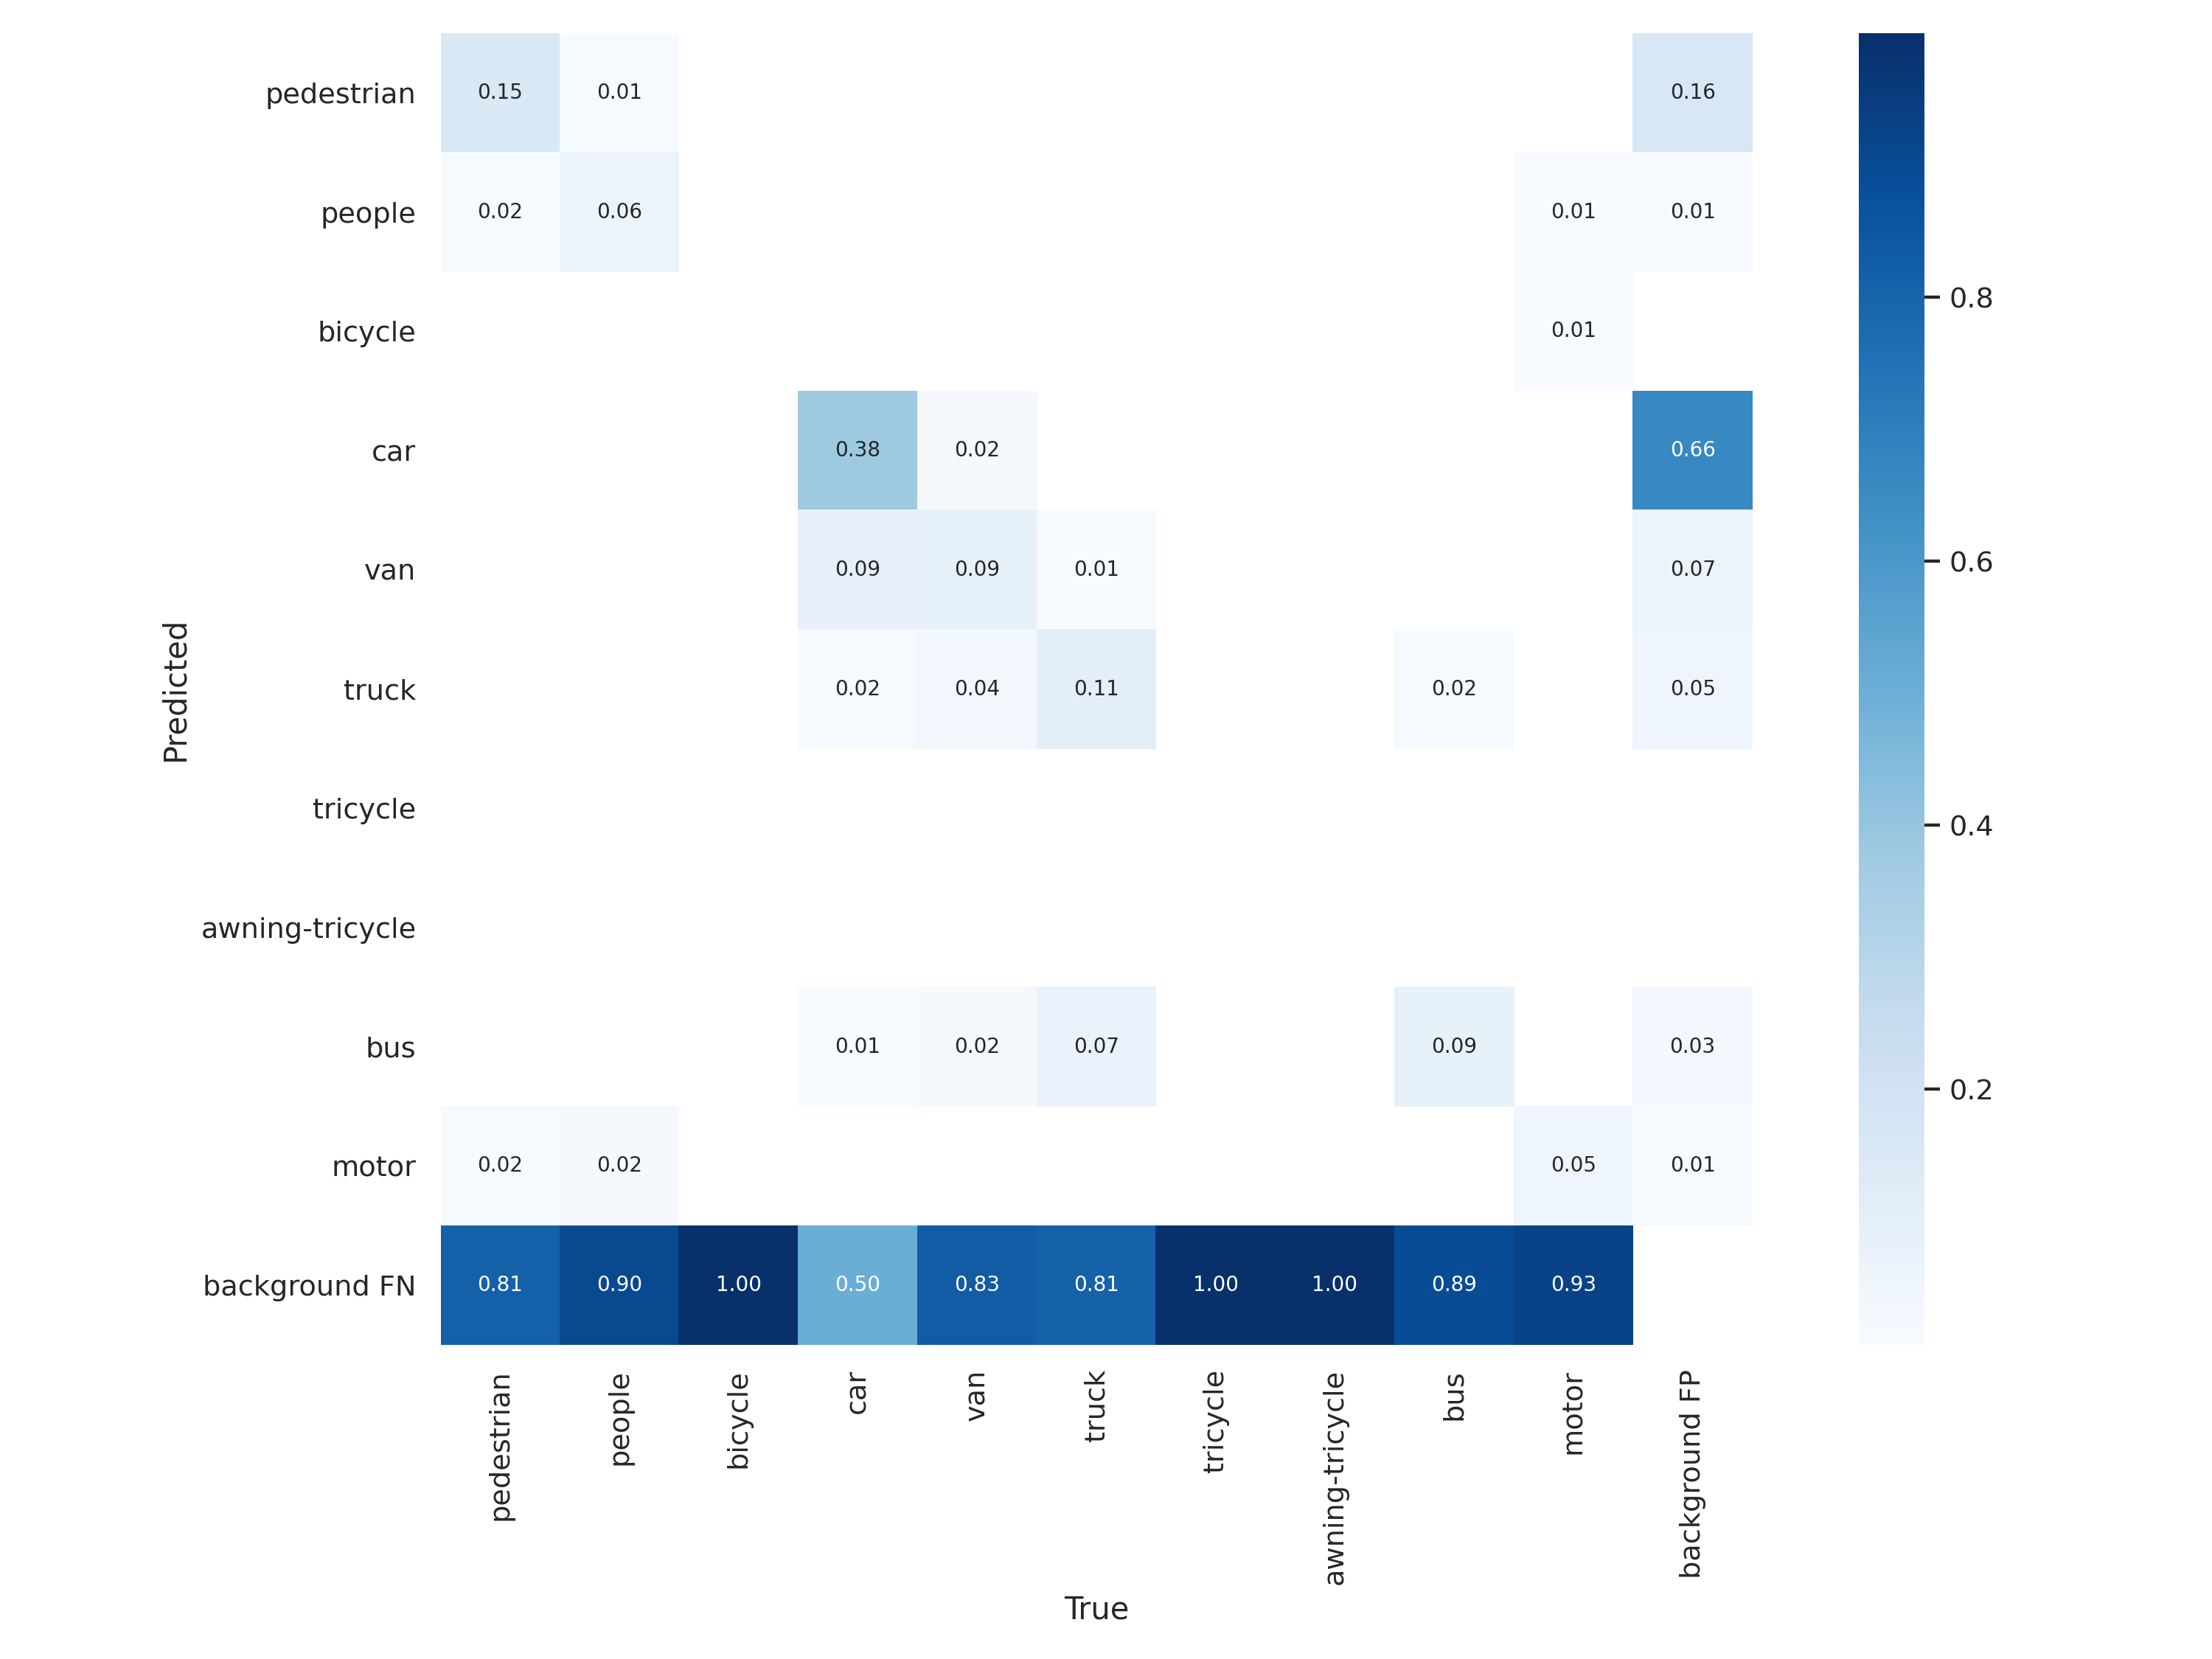 pedestrian 0.15 0.01 0.16
people 0.02 0.06 0.01 0.01
bicycle 0.01
car 0.38 0.02 0.66
van 0.09 0.09 0.01 0.07
truck 0.02 0.04 0.11 0.02 0.05
tricycle
awning-tricycle
bus 0.01 0.02 0.07 0.09 0.03
motor 0.02 0.02 0.05 0.01
background FN 0.81 0.90 1.00 0.50 0.83 0.81 1.00 1.00 0.89 0.93
Predicted
pedestrian
people
bicycle
car
van
truck
tricycle
awning-tricycle
bus
motor
background FP
True
0.8
0.6
0.4
0.2